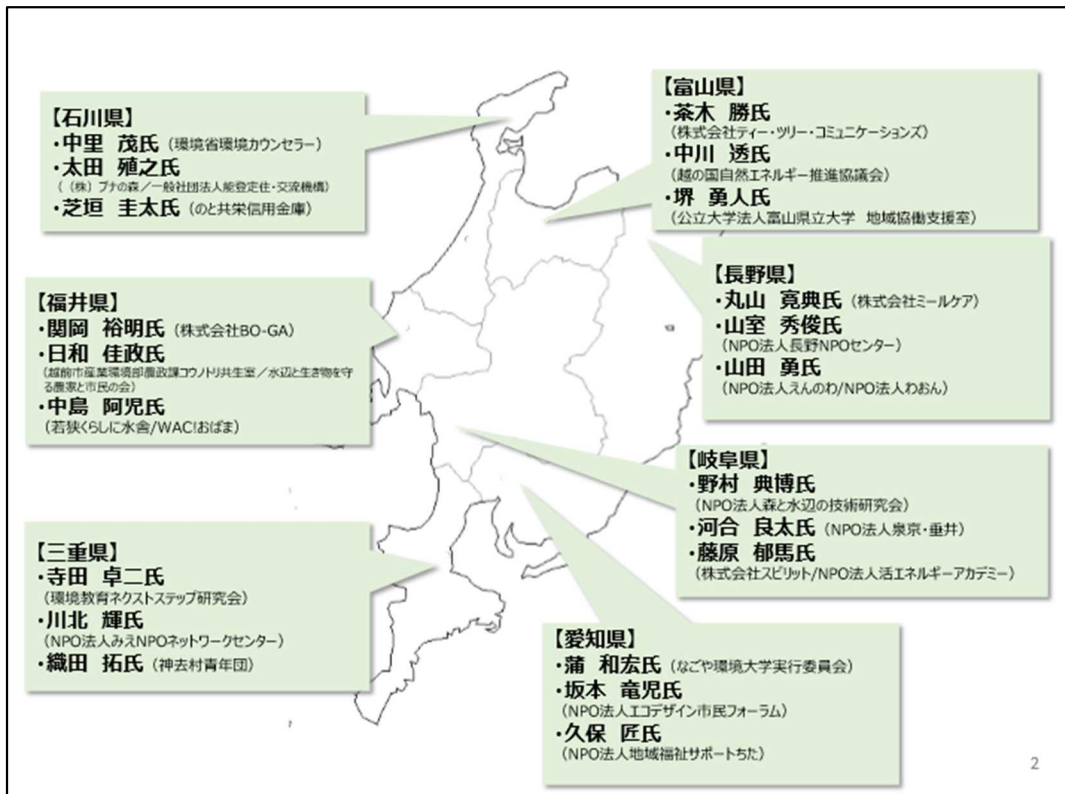 【石川県】
・中里 茂氏 (環境省環境カウンセラー)
・太田 殖之氏
( (株) ブナの森／一般社団法人能登定住・交流機構)
・芝垣 圭太氏 (のと共栄信用金庫)
【富山県】
・茶木 勝氏
(株式会社ティー・ツリー・コミュニケーションズ)
・中川 透氏
(越の国自然エネルギー推進協議会)
・堺 勇人氏
(公立大学法人富山県立大学 地域協働支援室)
【長野県】
・丸山 寛典氏 (株式会社ミールケア)
・山室 秀俊氏
(NPO法人長野NPOセンター)
・山田 勇氏
(NPO法人えんのわ/NPO法人わおん)
【福井県】
・関岡 裕明氏 (株式会社BO-GA)
・日和 佳政氏
(越前市産業環境部農政課コウノトリ共生室／水辺と生き物を守
る農家と市民の会)
・中島 阿児氏
(若狭くらしに水舎/WAC!おばま)
【岐阜県】
・野村 典博氏
(NPO法人森と水辺の技術研究会)
・河合 良太氏 (NPO法人泉京・垂井)
・藤原 郁馬氏
(株式会社スピリット/NPO法人活エネルギーアカデミー)
【三重県】
・寺田 卓二氏
(環境教育ネクストステップ研究会)
・川北 輝氏
(NPO法人みえNPOネットワークセンター)
・織田 拓氏 (神去村青年団)
【愛知県】
・蒲 和宏氏 (なごや環境大学実行委員会)
・坂本 竜児氏
(NPO法人エコデザイン市民フォーラム)
・久保 匠氏
(NPO法人地域福祉サポートちた)
2